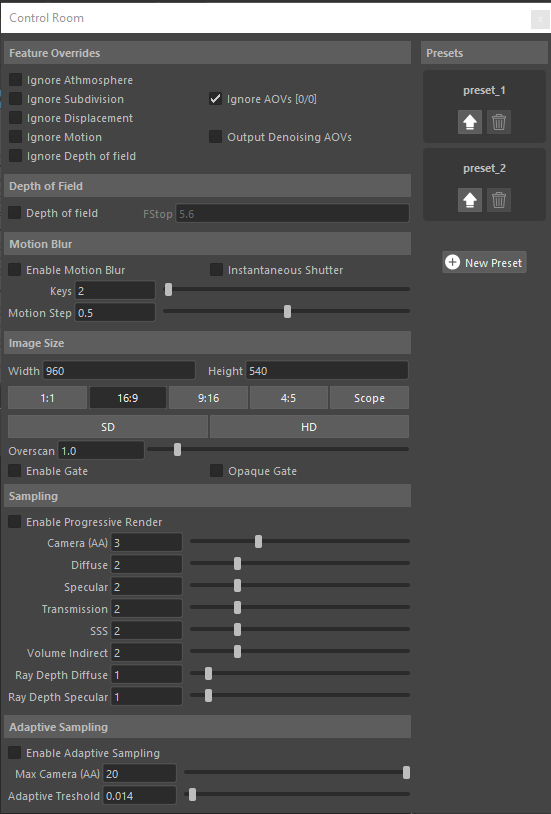 Control Room
x
Feature Overrides
Ignore Athmosphere
Ignore Subdivision
Ignore AOVs [0/0]
Ignore Displacement
Ignore Motion
Output Denoising AOVs
Ignore Depth of field
Depth of Field
Depth of field
FStop 5.6
Motion Blur
Enable Motion Blur
Instantaneous Shutter
Keys 2
Motion Step 0.5
Image Size
Width 960
Height 540
1:1 16:9 9:16 4:5 Scope
SD HD
Overscan 1.0
Enable Gate
Opaque Gate
Sampling
Enable Progressive Render
Camera (AA) 3
Diffuse 2
Specular 2
Transmission 2
SSS 2
Volume Indirect 2
Ray Depth Diffuse 1
Ray Depth Specular 1
Adaptive Sampling
Enable Adaptive Sampling
Max Camera (AA) 20
Adaptive Treshold 0.014
Presets
preset_1
preset_2
New Preset